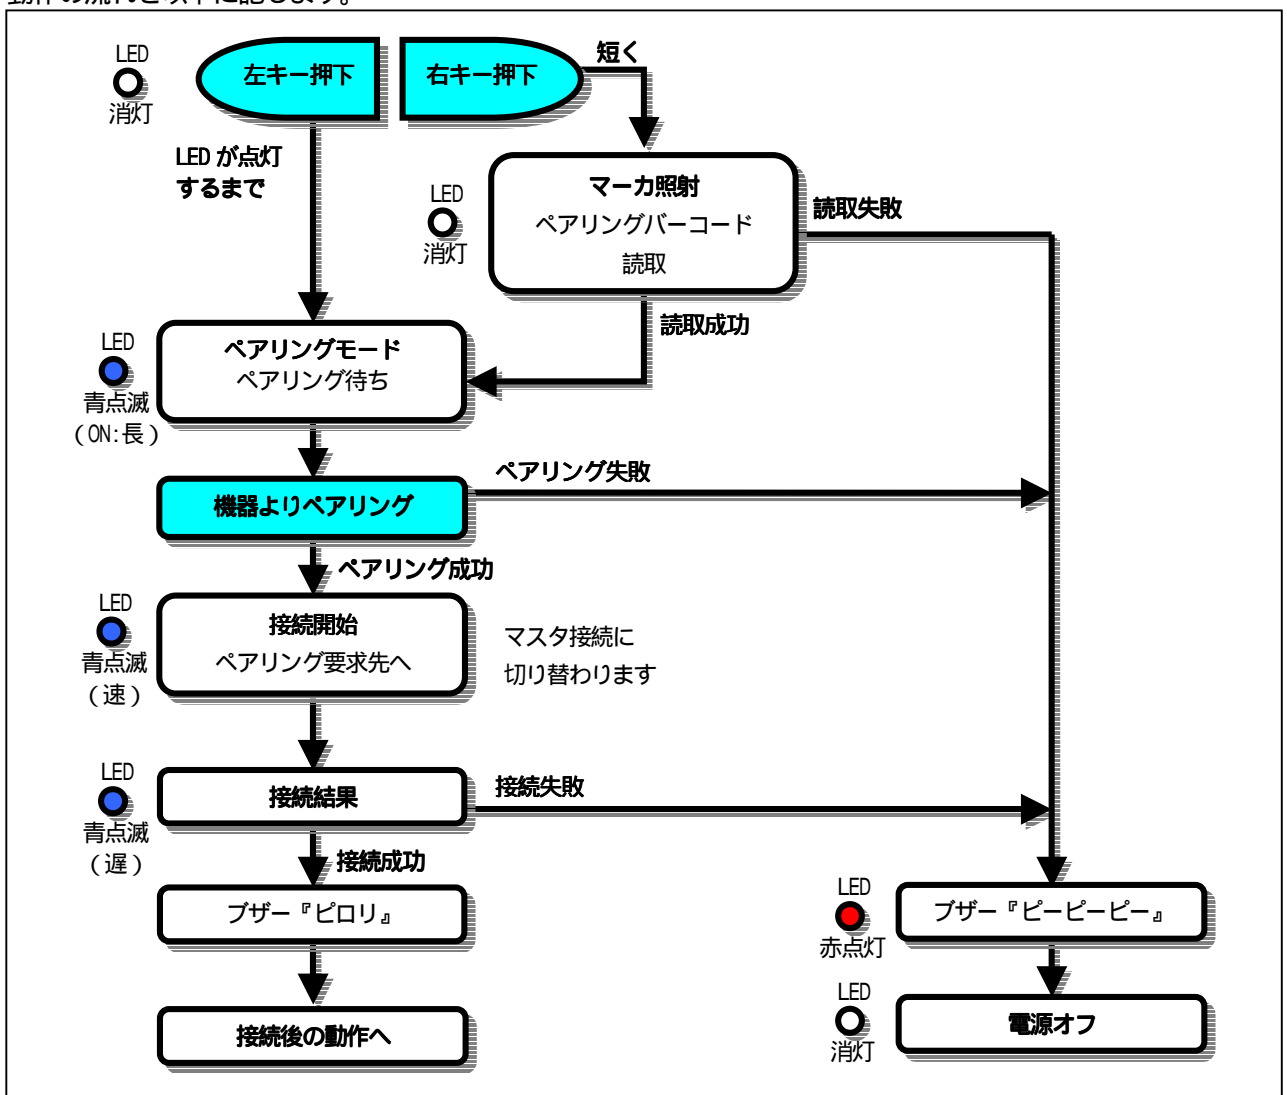 LED
消灯
左キー押下
右キー押下
短く
LEDが点灯
するまで
LED
消灯
マーカ照射
ペアリングバーコード
読取
読取失敗
読取成功
LED
青点滅
(ON:長)
ペアリングモード
ペアリング待ち
機器よりペアリング
ペアリング失敗
ペアリング成功
LED
青点滅
(速)
接続開始
ペアリング要求先へ
マスタ接続に
切り替わります
LED
青点滅
(遅)
接続結果
接続失敗
接続成功
ブザー『ピロリ』
LED
赤点灯
ブザー『ピーピーピー』
接続後の動作へ
LED
消灯
電源オフ